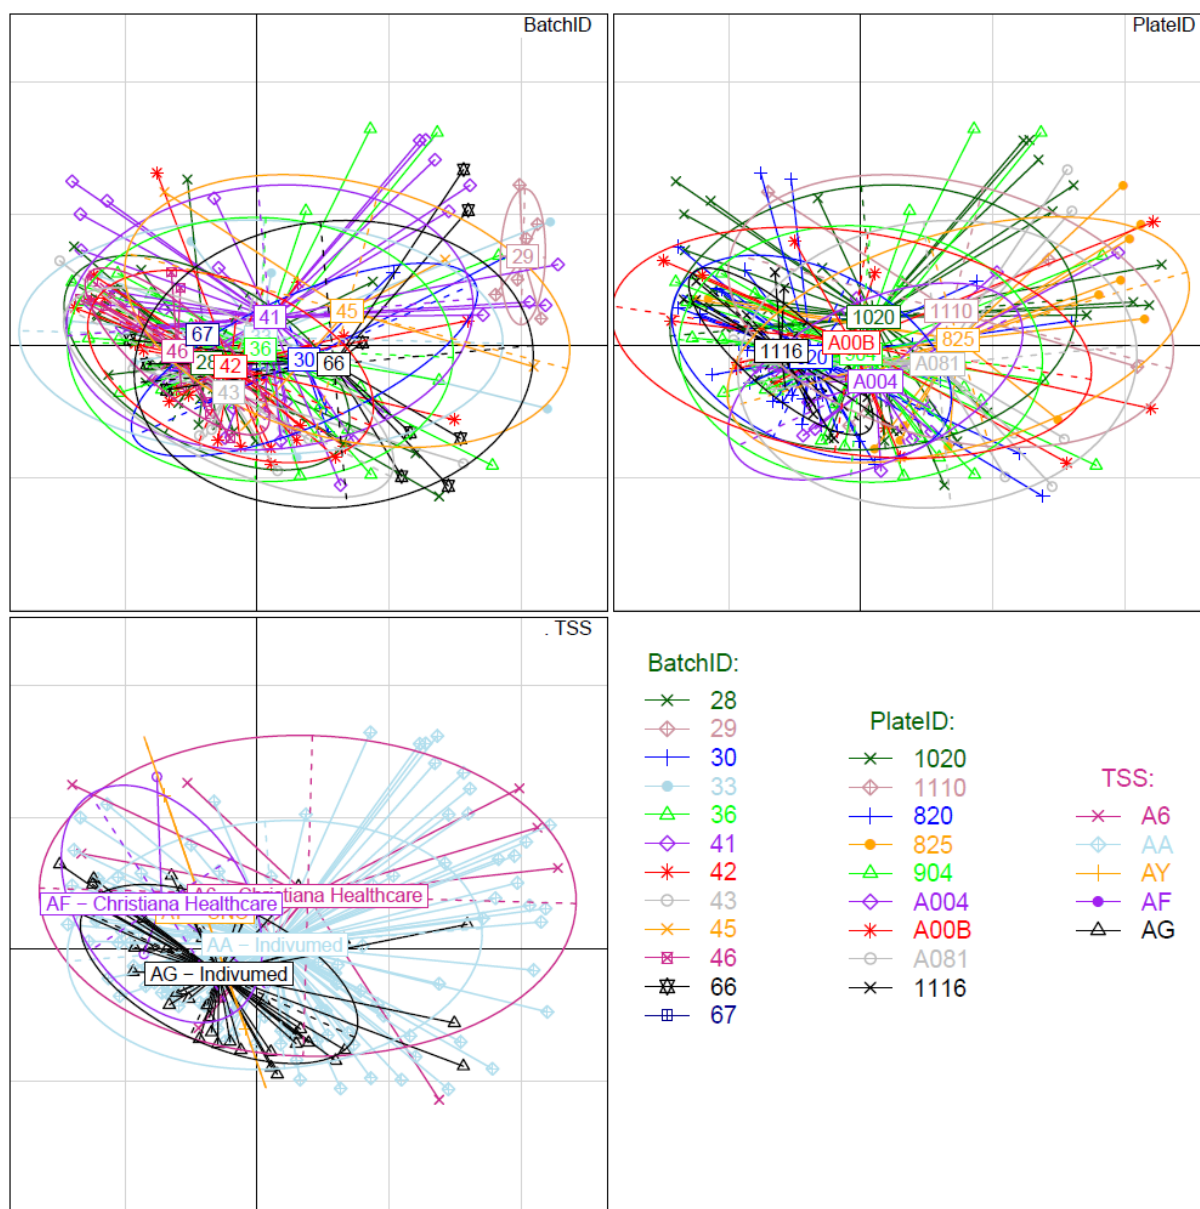 BatchID
PlateID
29
41
45
67
36
46
28
42
30
66
43
1020
1110
A00B
825
1116
20
A081
A004
. TSS
Christiana Healthcare
AF – Christiana Healthcare
AA – Indivumed
AG – Indivumed
BatchID:
28
29
30
33
36
41
42
43
45
46
66
67
PlateID:
1020
1110
820
825
904
A004
A00B
A081
1116
TSS:
A6
AA
AY
AF
AG